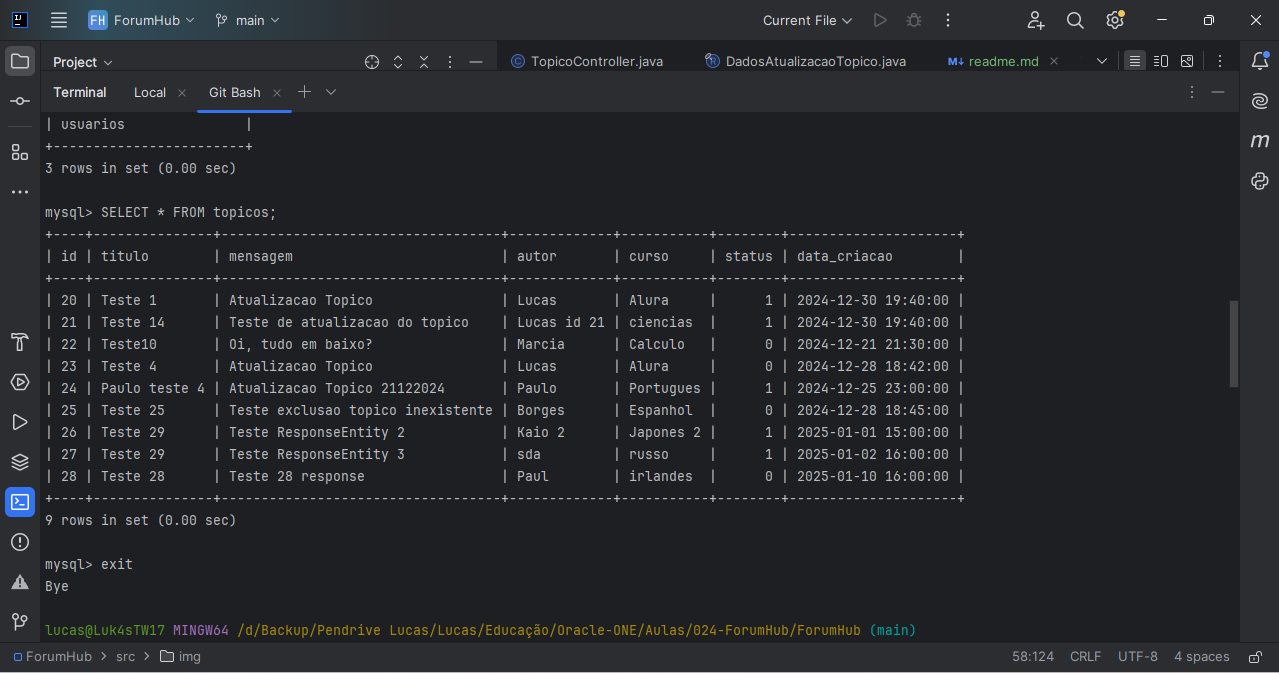 FH ForumHub main Current File
Project TopicoController.java DadosAtualizacaoTopico.java M↓ readme.md
Terminal Local Git Bash
| usuarios               |
+------------------------+
3 rows in set (0.00 sec)
mysql> SELECT * FROM topicos;
+----+---------------+-----------------------------------+-------------+-----------+--------+---------------------+
| id | titulo        | mensagem                          | autor       | curso     | status | data_criacao        |
+----+---------------+-----------------------------------+-------------+-----------+--------+---------------------+
| 20 | Teste 1       | Atualizacao Topico                | Lucas       | Alura     |      1 | 2024-12-30 19:40:00 |
| 21 | Teste 14      | Teste de atualizacao do topico    | Lucas id 21 | ciencias  |      1 | 2024-12-30 19:40:00 |
| 22 | Teste10       | Oi, tudo em baixo?                | Marcia      | Calculo   |      0 | 2024-12-21 21:30:00 |
| 23 | Teste 4       | Atualizacao Topico                | Lucas       | Alura     |      0 | 2024-12-28 18:42:00 |
| 24 | Paulo teste 4 | Atualizacao Topico 21122024       | Paulo       | Portugues |      1 | 2024-12-25 23:00:00 |
| 25 | Teste 25      | Teste exclusao topico inexistente | Borges      | Espanhol  |      0 | 2024-12-28 18:45:00 |
| 26 | Teste 29      | Teste ResponseEntity 2            | Kaio 2      | Japones 2 |      1 | 2025-01-01 15:00:00 |
| 27 | Teste 29      | Teste ResponseEntity 3            | sda         | russo     |      1 | 2025-01-02 16:00:00 |
| 28 | Teste 28      | Teste 28 response                 | Paul        | irlandes  |      0 | 2025-01-10 16:00:00 |
+----+---------------+-----------------------------------+-------------+-----------+--------+---------------------+
9 rows in set (0.00 sec)
mysql> exit
Bye
lucas@Luk4sTW17 MINGW64 /d/Backup/Pendrive Lucas/Lucas/Educação/Oracle-ONE/Aulas/024-ForumHub/ForumHub (main)
ForumHub > src > img 58:124 CRLF UTF-8 4 spaces